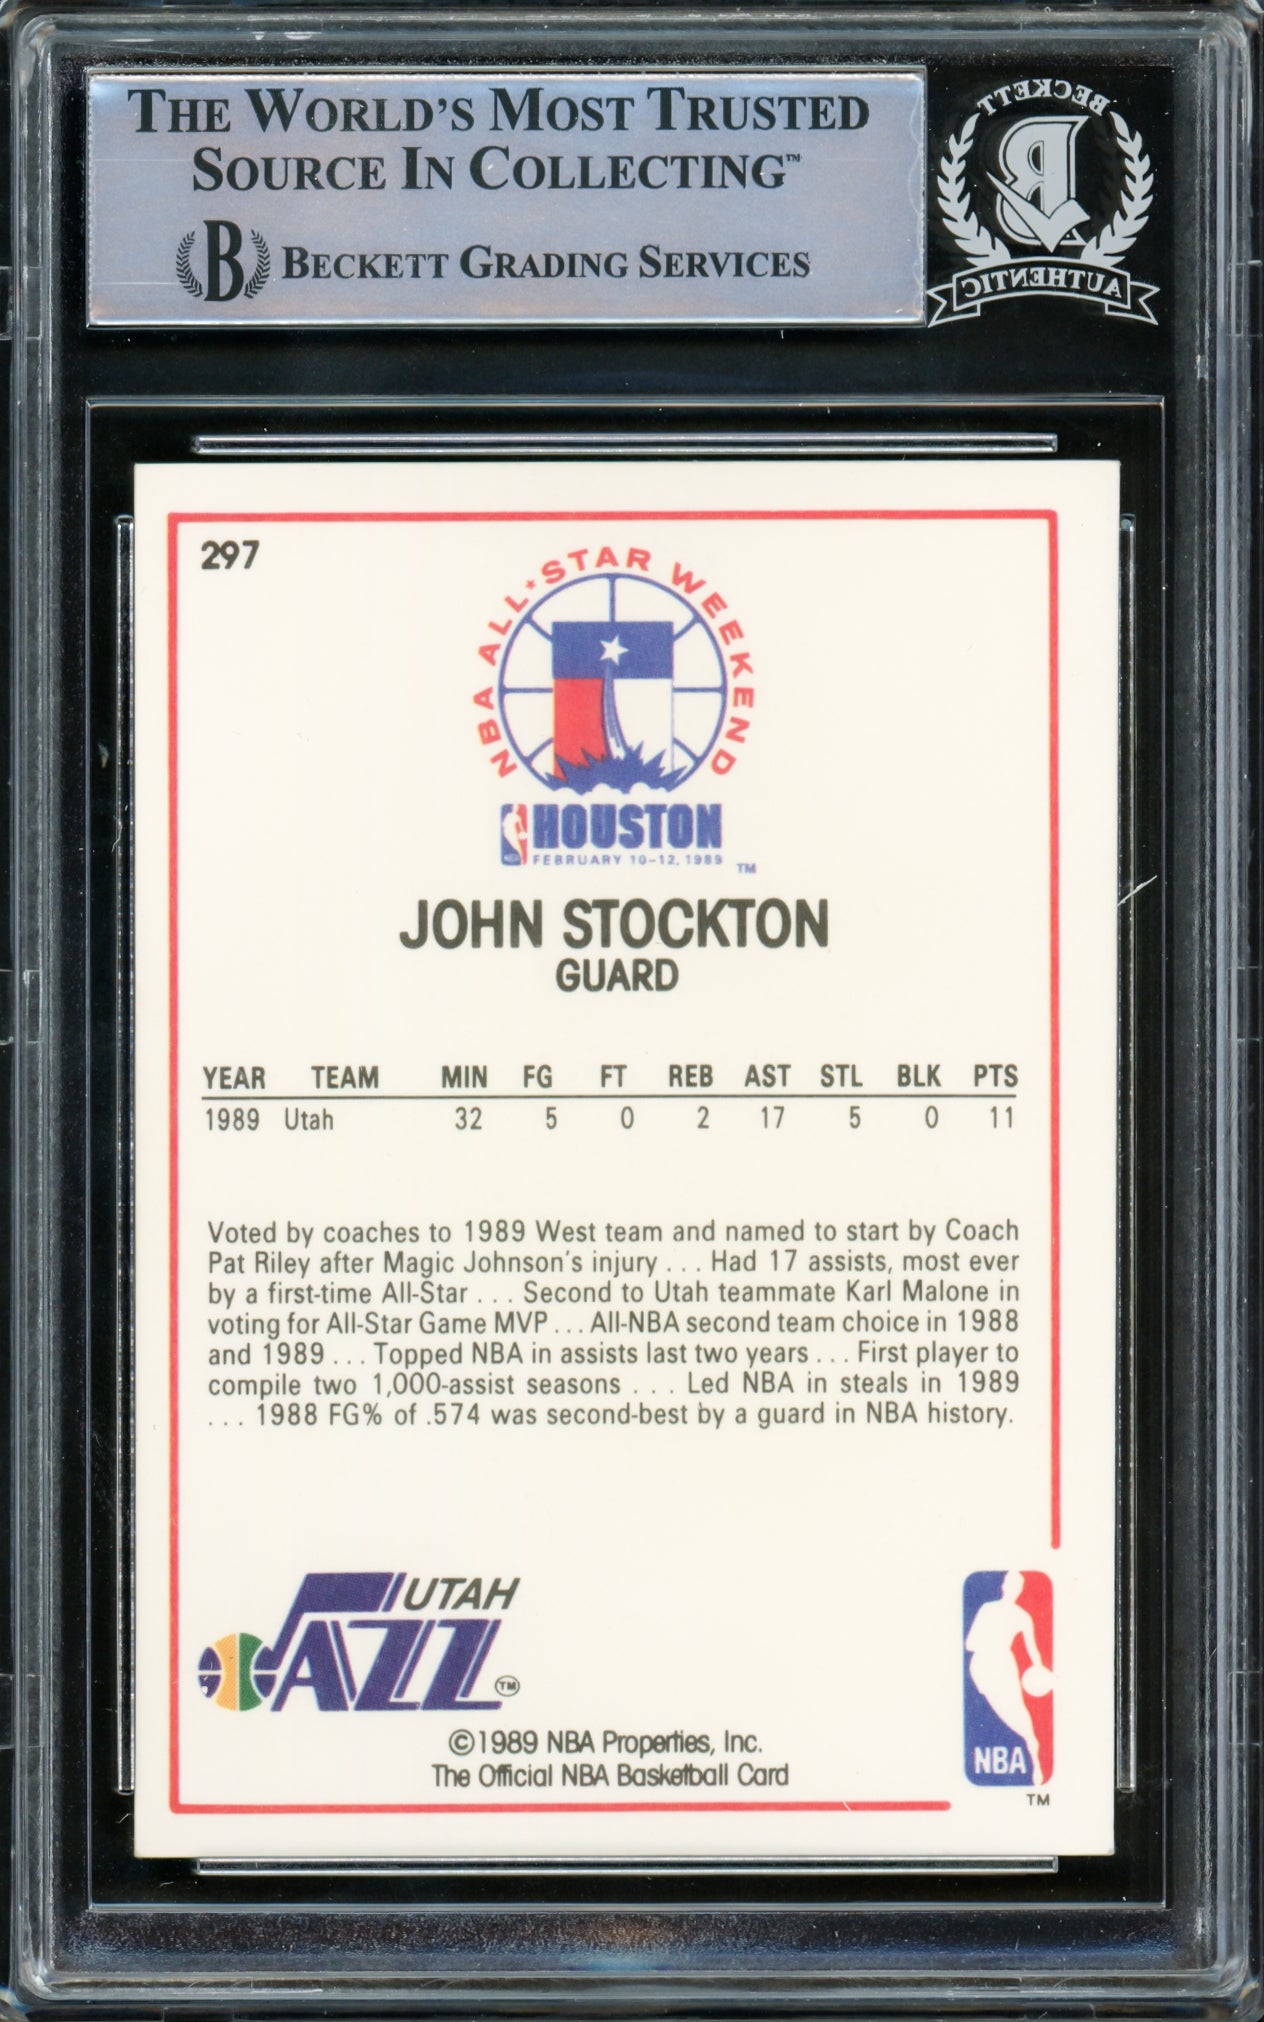 THE WORLD'S MOST TRUSTED
SOURCE IN COLLECTING™
B BECKETT GRADING SERVICES
BECKETT
B
AUTHENTIC
297
NBA ALL★STAR WEEKEND
HOUSTON
FEBRUARY 10-12, 1989 TM
JOHN STOCKTON
GUARD
YEAR TEAM MIN FG FT REB AST STL BLK PTS
1989 Utah 32 5 0 2 17 5 0 11
Voted by coaches to 1989 West team and named to start by Coach
Pat Riley after Magic Johnson's injury . . . Had 17 assists, most ever
by a first-time All-Star . . . Second to Utah teammate Karl Malone in
voting for All-Star Game MVP . . . All-NBA second team choice in 1988
and 1989 . . . Topped NBA in assists last two years . . . First player to
compile two 1,000-assist seasons . . . Led NBA in steals in 1989
. . . 1988 FG% of .574 was second-best by a guard in NBA history.
UTAH
JAZZ TM
©1989 NBA Properties, Inc.
The Official NBA Basketball Card
NBA
TM